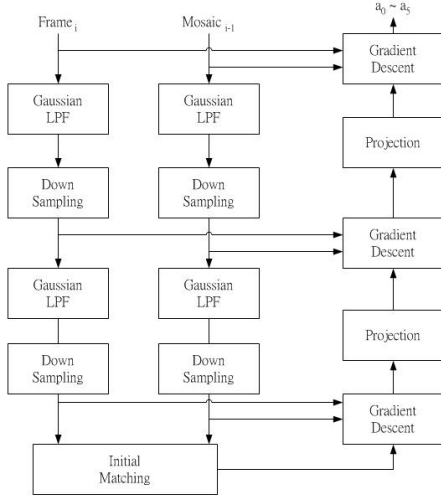 a0 ~ a5
Frame i
Mosaic i-1
Gradient
Descent
Gaussian
LPF
Gaussian
LPF
Projection
Down
Sampling
Down
Sampling
Gradient
Descent
Gaussian
LPF
Gaussian
LPF
Projection
Down
Sampling
Down
Sampling
Gradient
Descent
Initial
Matching